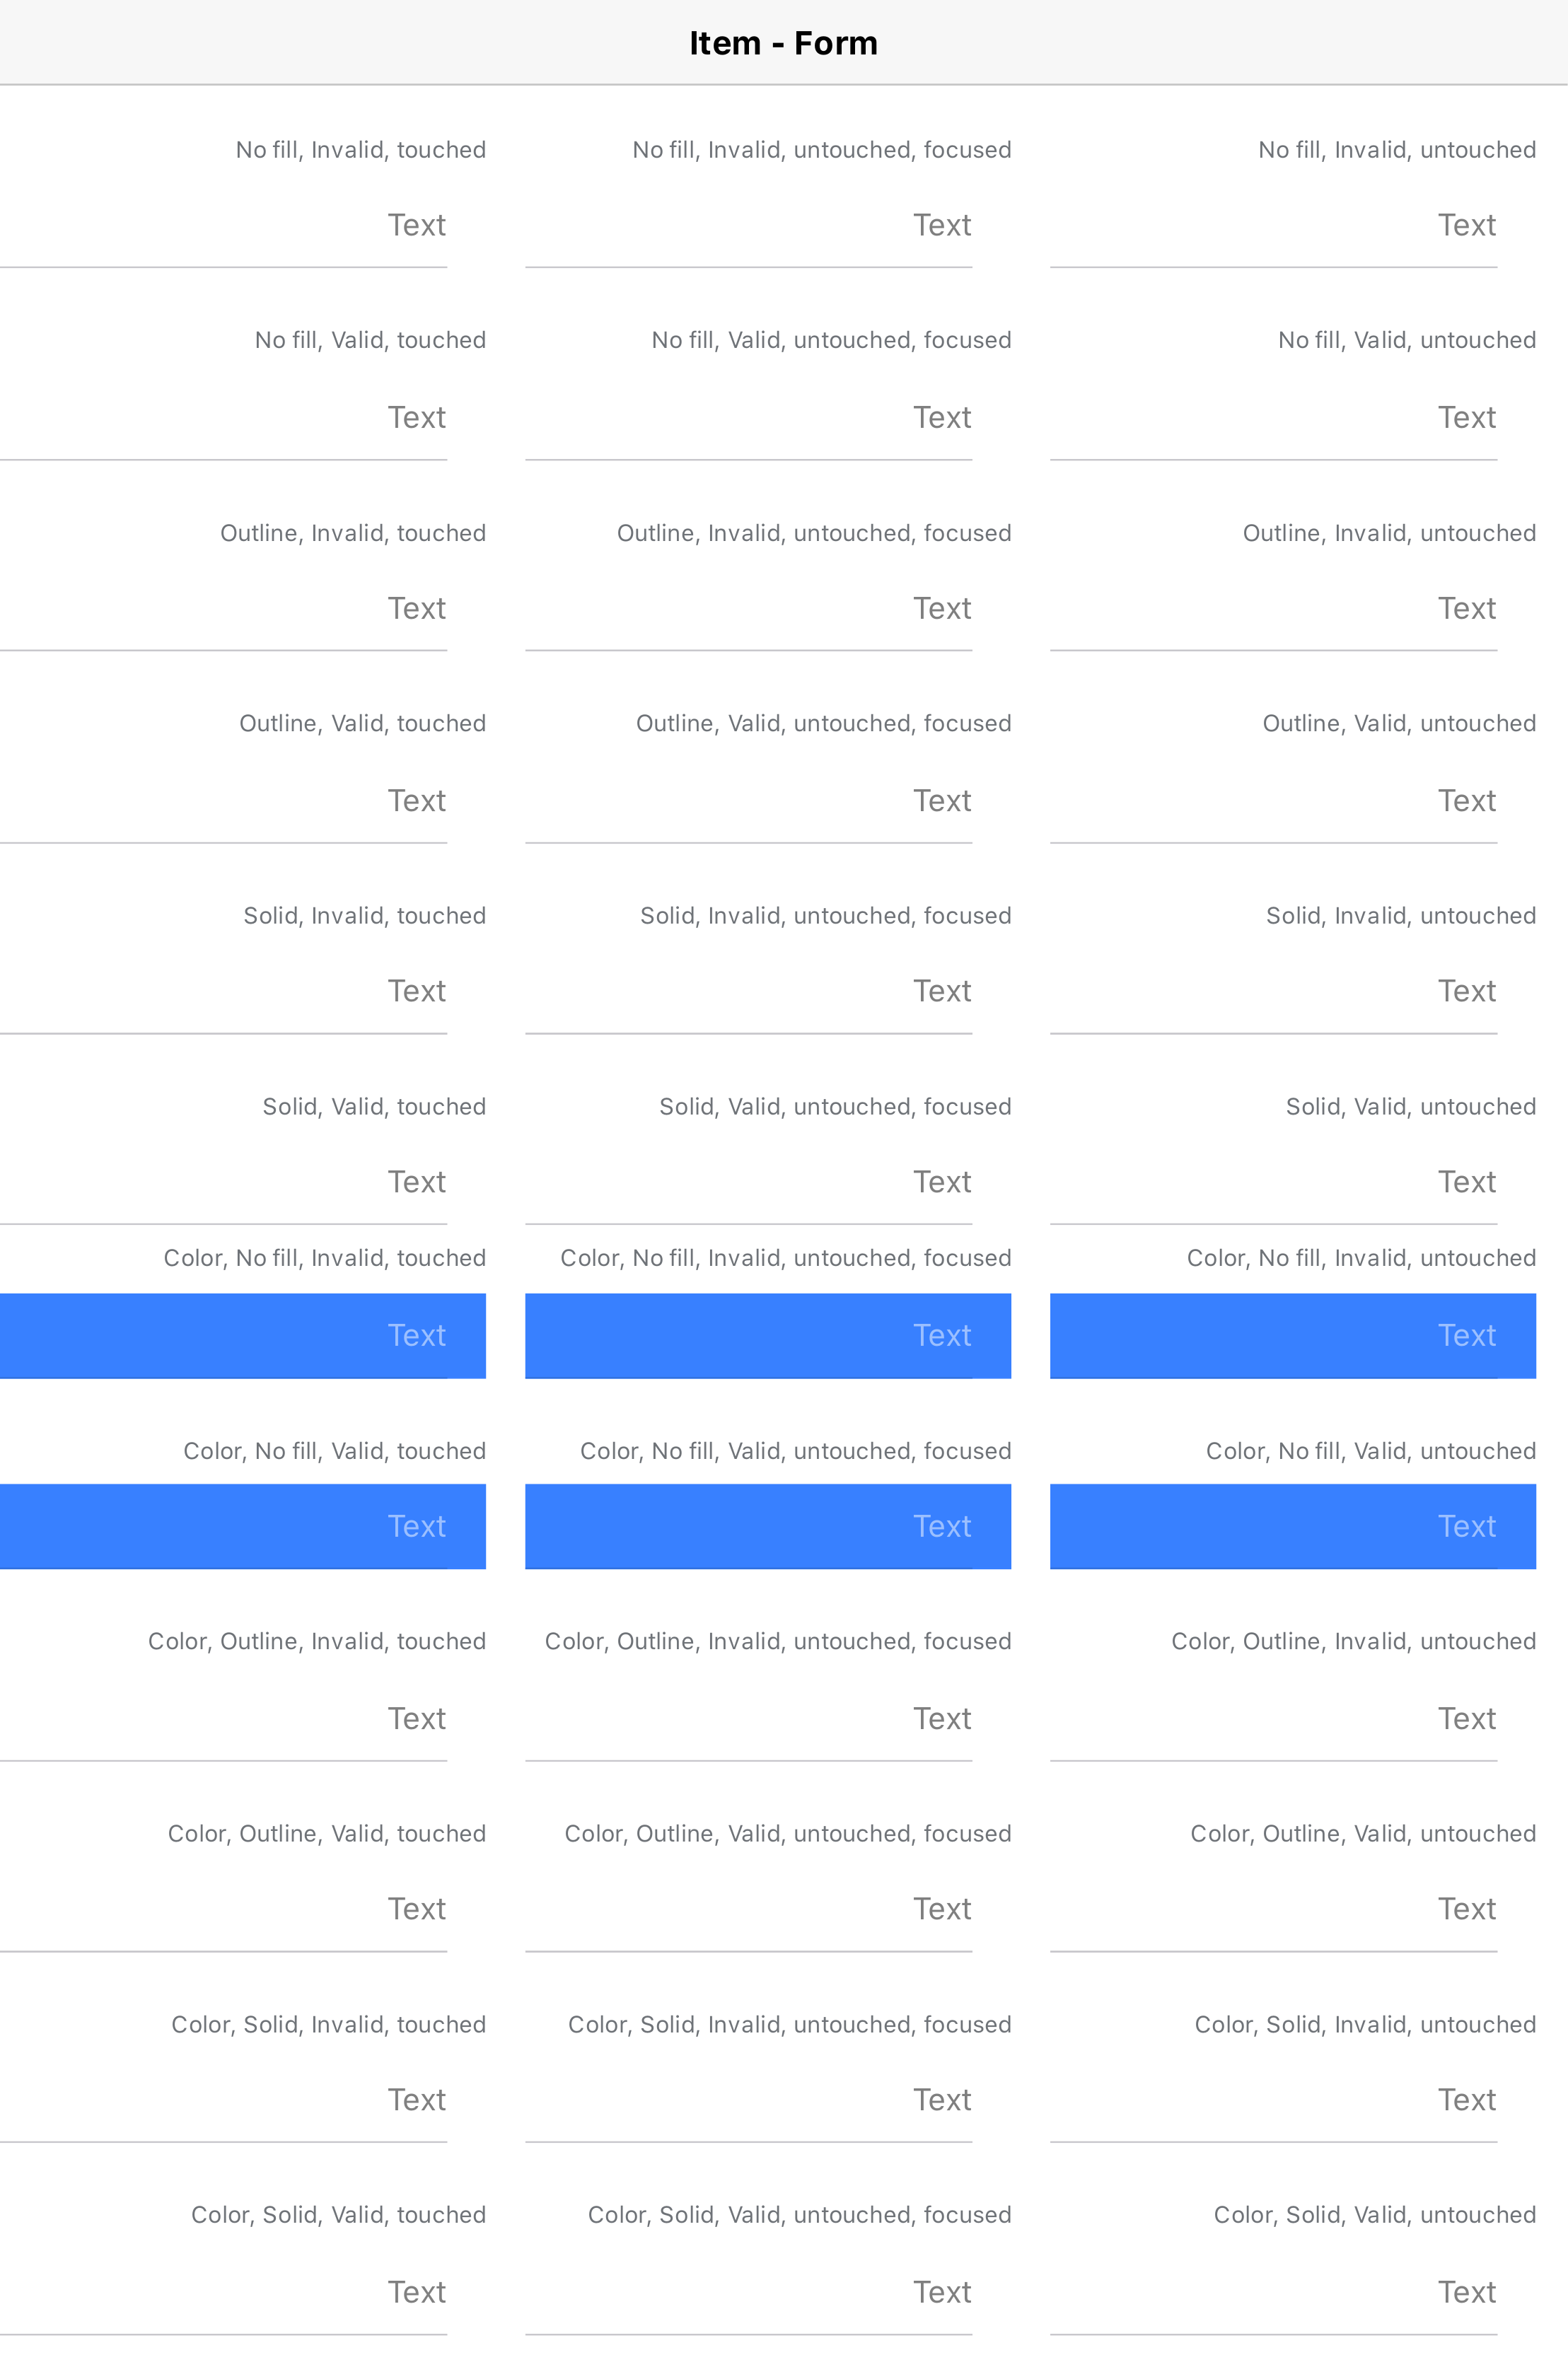 Item - Form
No fill, Invalid, touched No fill, Invalid, untouched, focused No fill, Invalid, untouched
Text Text Text
No fill, Valid, touched No fill, Valid, untouched, focused No fill, Valid, untouched
Text Text Text
Outline, Invalid, touched Outline, Invalid, untouched, focused Outline, Invalid, untouched
Text Text Text
Outline, Valid, touched Outline, Valid, untouched, focused Outline, Valid, untouched
Text Text Text
Solid, Invalid, touched Solid, Invalid, untouched, focused Solid, Invalid, untouched
Text Text Text
Solid, Valid, touched Solid, Valid, untouched, focused Solid, Valid, untouched
Text Text Text
Color, No fill, Invalid, touched Color, No fill, Invalid, untouched, focused Color, No fill, Invalid, untouched
Text Text Text
Color, No fill, Valid, touched Color, No fill, Valid, untouched, focused Color, No fill, Valid, untouched
Text Text Text
Color, Outline, Invalid, touched Color, Outline, Invalid, untouched, focused Color, Outline, Invalid, untouched
Text Text Text
Color, Outline, Valid, touched Color, Outline, Valid, untouched, focused Color, Outline, Valid, untouched
Text Text Text
Color, Solid, Invalid, touched Color, Solid, Invalid, untouched, focused Color, Solid, Invalid, untouched
Text Text Text
Color, Solid, Valid, touched Color, Solid, Valid, untouched, focused Color, Solid, Valid, untouched
Text Text Text